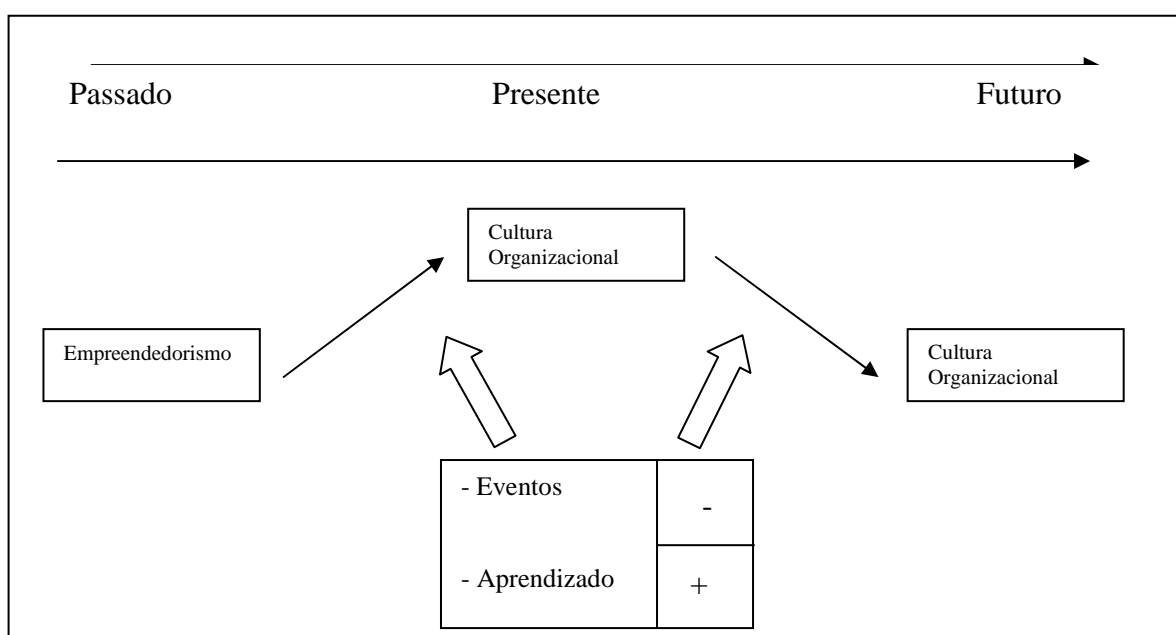 Passado Presente Futuro
Cultura
Organizacional
Empreendedorismo
Cultura
Organizacional
- Eventos
-
- Aprendizado
+